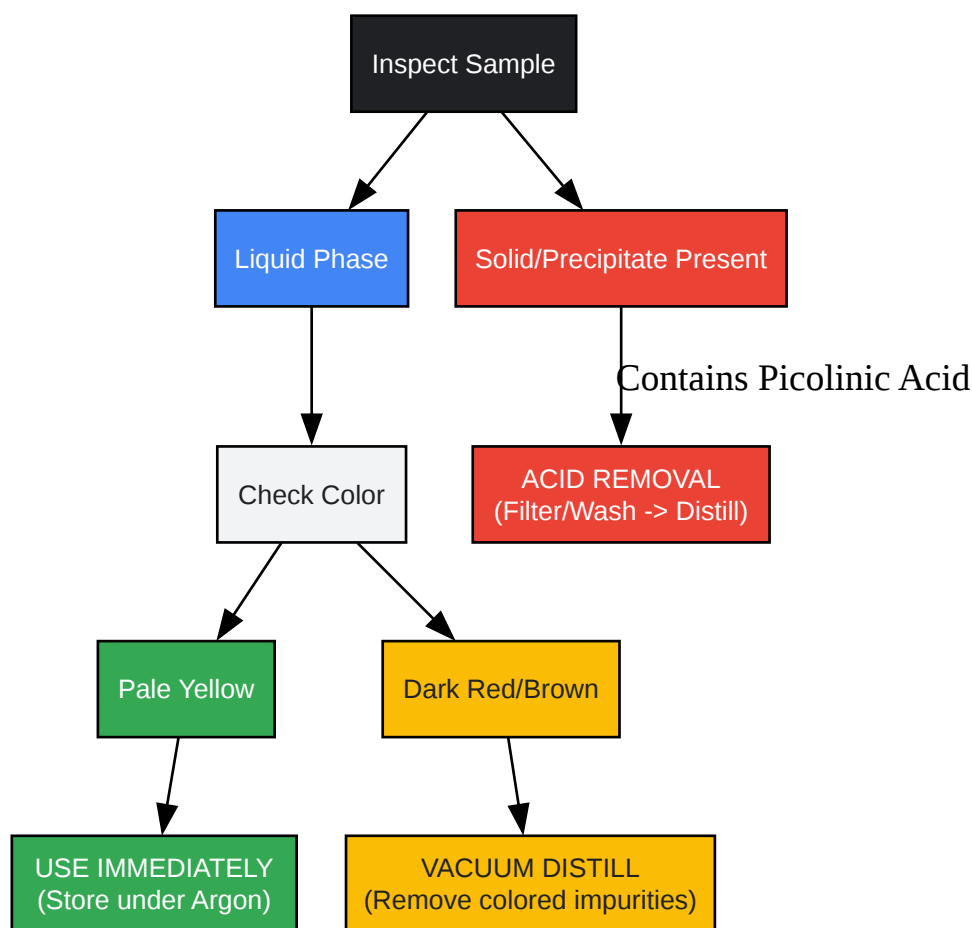 Inspect Sample
Liquid Phase
Solid/Precipitate Present
Contains Picolinic Acid
Check Color
ACID REMOVAL
(Filter/Wash -> Distill)
Pale Yellow
Dark Red/Brown
USE IMMEDIATELY
(Store under Argon)
VACUUM DISTILL
(Remove colored impurities)